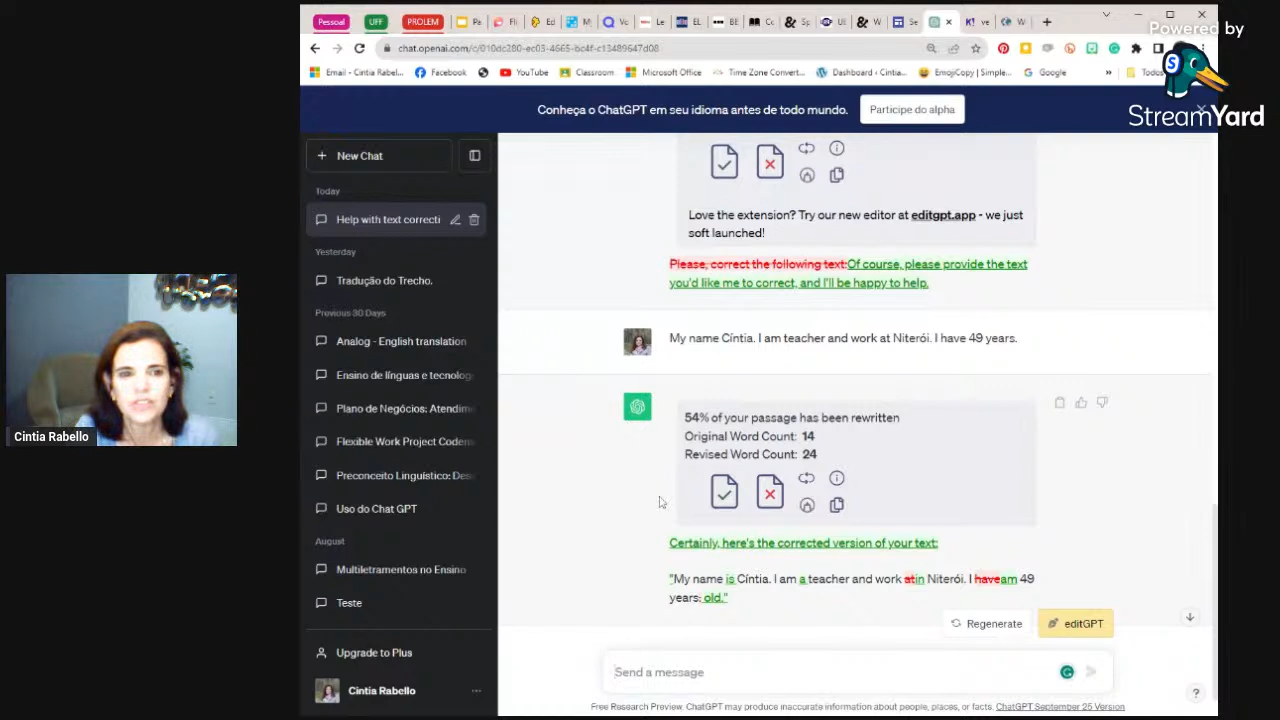 Pessoal UFF PROLEM
chat.openai.com/c/010dc280-ec03-4665-bc4f-c13489647d08
Email - Cintia Rabel... Facebook YouTube Classroom Microsoft Office Time Zone Convert... Dashboard ‹ Cintia... EmojiCopy | Simple... Google » Todos
Powered by
StreamYard
Conheça o ChatGPT em seu idioma antes de todo mundo. Participe do alpha
New Chat
Today
Help with text correcti
Yesterday
Tradução do Trecho.
Previous 30 Days
Analog - English translation
Ensino de línguas e tecnolog
Plano de Negócios: Atendime
Flexible Work Project Coden
Preconceito Linguístico: Des
Uso do Chat GPT
August
Multiletramentos no Ensino
Teste
Upgrade to Plus
Cintia Rabello
Love the extension? Try our new editor at editgpt.app - we just
soft launched!
Please, correct the following text:Of course, please provide the text
you'd like me to correct, and I'll be happy to help.
My name Cíntia. I am teacher and work at Niterói. I have 49 years.
54% of your passage has been rewritten
Original Word Count: 14
Revised Word Count: 24
Certainly, here's the corrected version of your text:
"My name is Cíntia. I am a teacher and work atin Niterói. I haveam 49
years. old."
Regenerate editGPT
Send a message
Free Research Preview. ChatGPT may produce inaccurate information about people, places, or facts. ChatGPT September 25 Version
?
Cintia Rabello